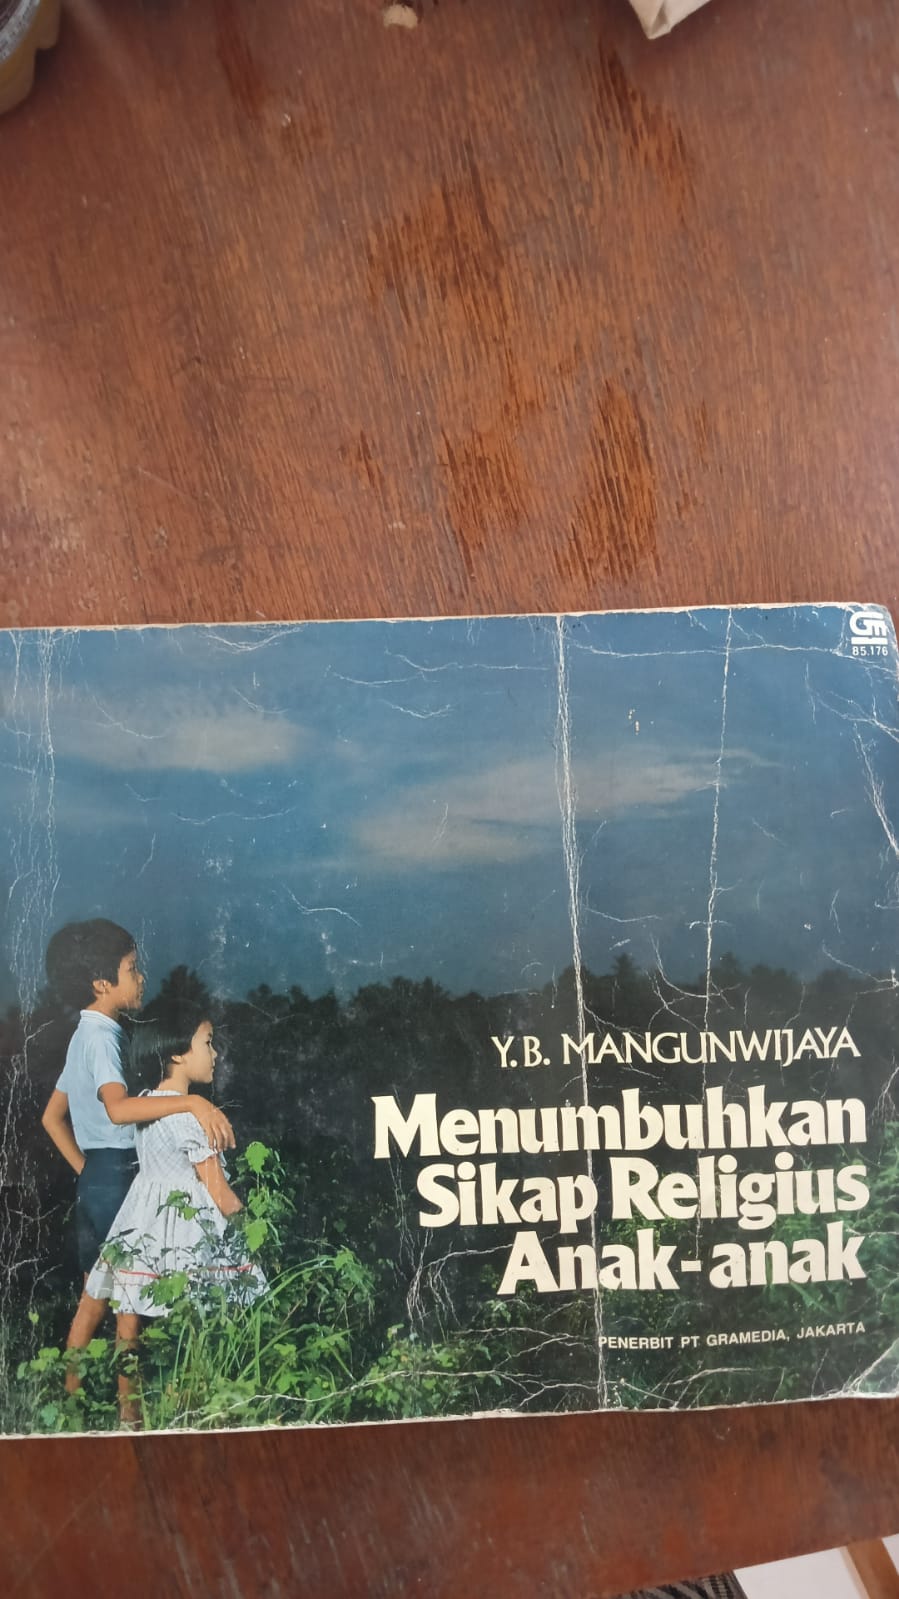 Gm
85.176
Y.B. MANGUNWIJAYA
Menumbuhkan
Sikap Religius
Anak-anak
PENERBIT PT GRAMEDIA, JAKARTA